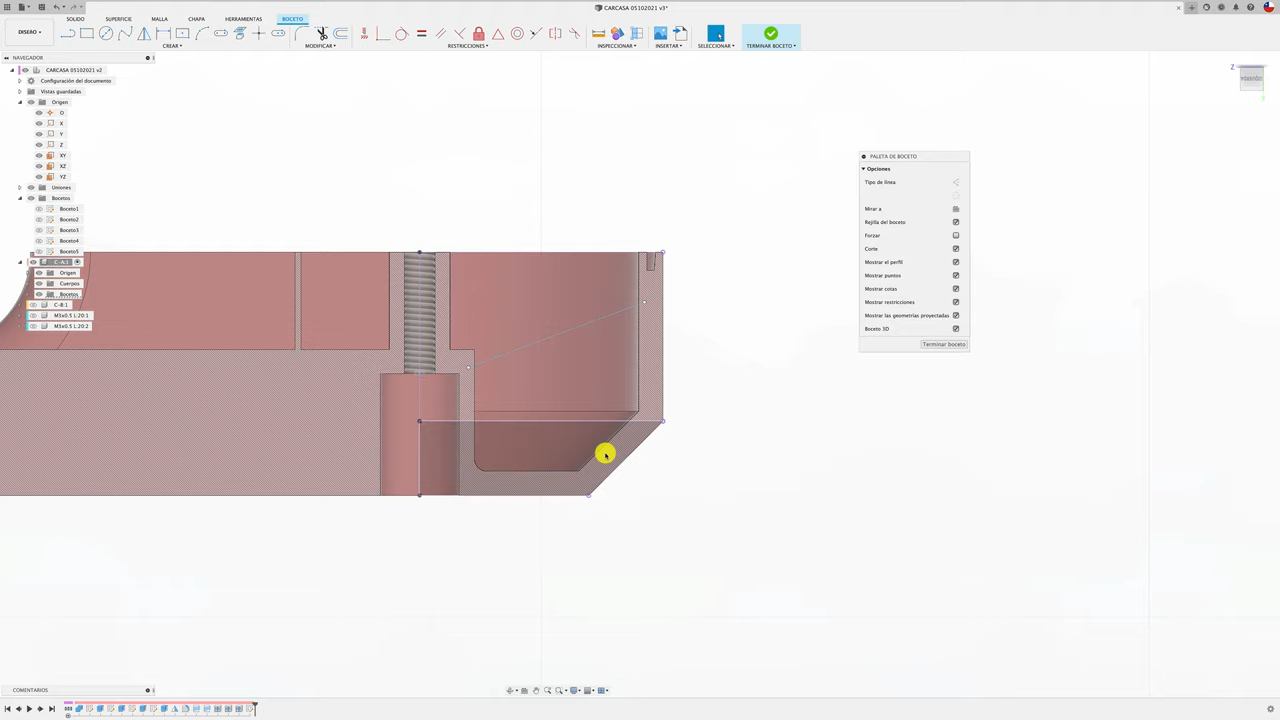 CARCASA 05102021 v3*
DISEÑO
SÓLIDO SUPERFICIE MALLA CHAPA HERRAMIENTAS BOCETO
CREAR MODIFICAR RESTRICCIONES INSPECCIONAR INSERTAR SELECCIONAR TERMINAR BOCETO
NAVEGADOR
CARCASA 05102021 v2
Configuración del documento
Vistas guardadas
Origen
O
X
Y
Z
XY
XZ
YZ
Uniones
Bocetos
Boceto1
Boceto2
Boceto3
Boceto4
Boceto5
C-A:1
Origen
Cuerpos
Bocetos
C-B:1
M3x0.5 L.20:1
M3x0.5 L.20:2
Z
PALETA DE BOCETO
Opciones
Tipo de línea
Mirar a
Rejilla del boceto
Forzar
Corte
Mostrar el perfil
Mostrar puntos
Mostrar cotas
Mostrar restricciones
Mostrar las geometrías proyectadas
Boceto 3D
Terminar boceto
COMENTARIOS